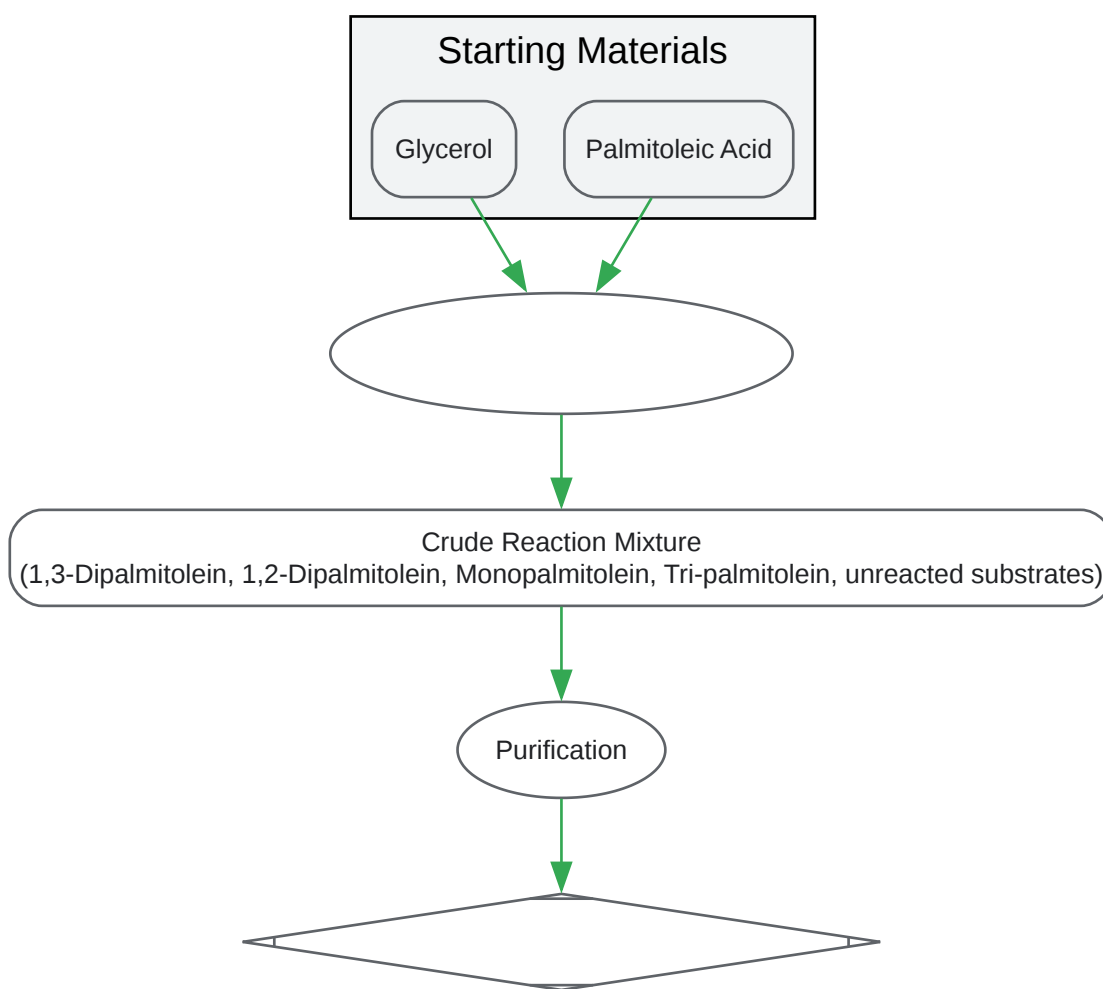 Starting Materials
Glycerol
Palmitoleic Acid
Crude Reaction Mixture
(1,3-Dipalmitolein, 1,2-Dipalmitolein, Monopalmitolein, Tri-palmitolein, unreacted substrates)
Purification